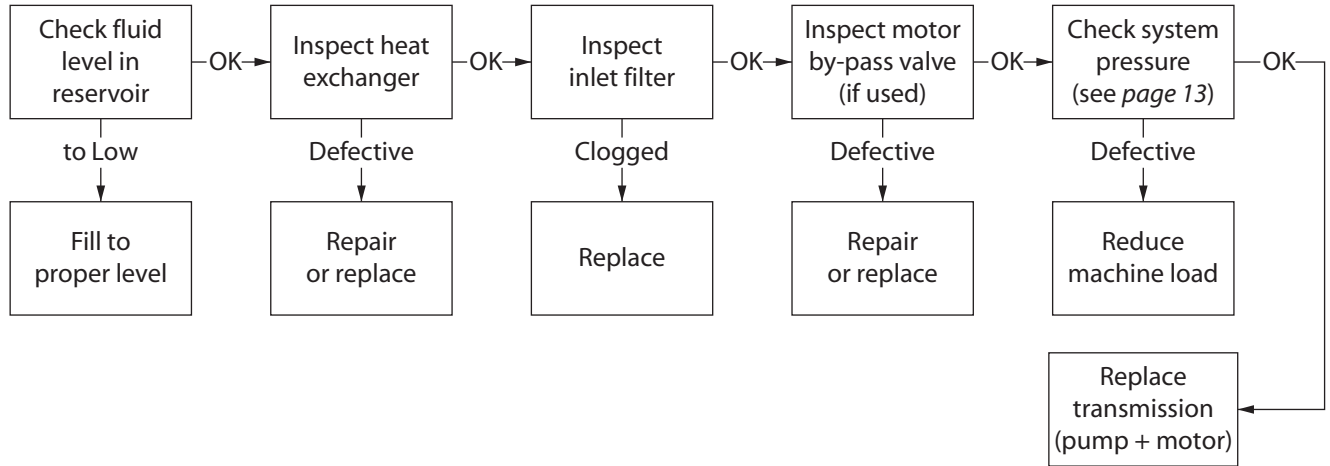 Check fluid
level in
reservoir
OK
Inspect heat
exchanger
OK
Inspect
inlet filter
OK
Inspect motor
by-pass valve
(if used)
OK
Check system
pressure
(see page 13)
OK
to Low
Defective
Clogged
Defective
Defective
Fill to
proper level
Repair
or replace
Replace
Repair
or replace
Reduce
machine load
Replace
transmission
(pump + motor)